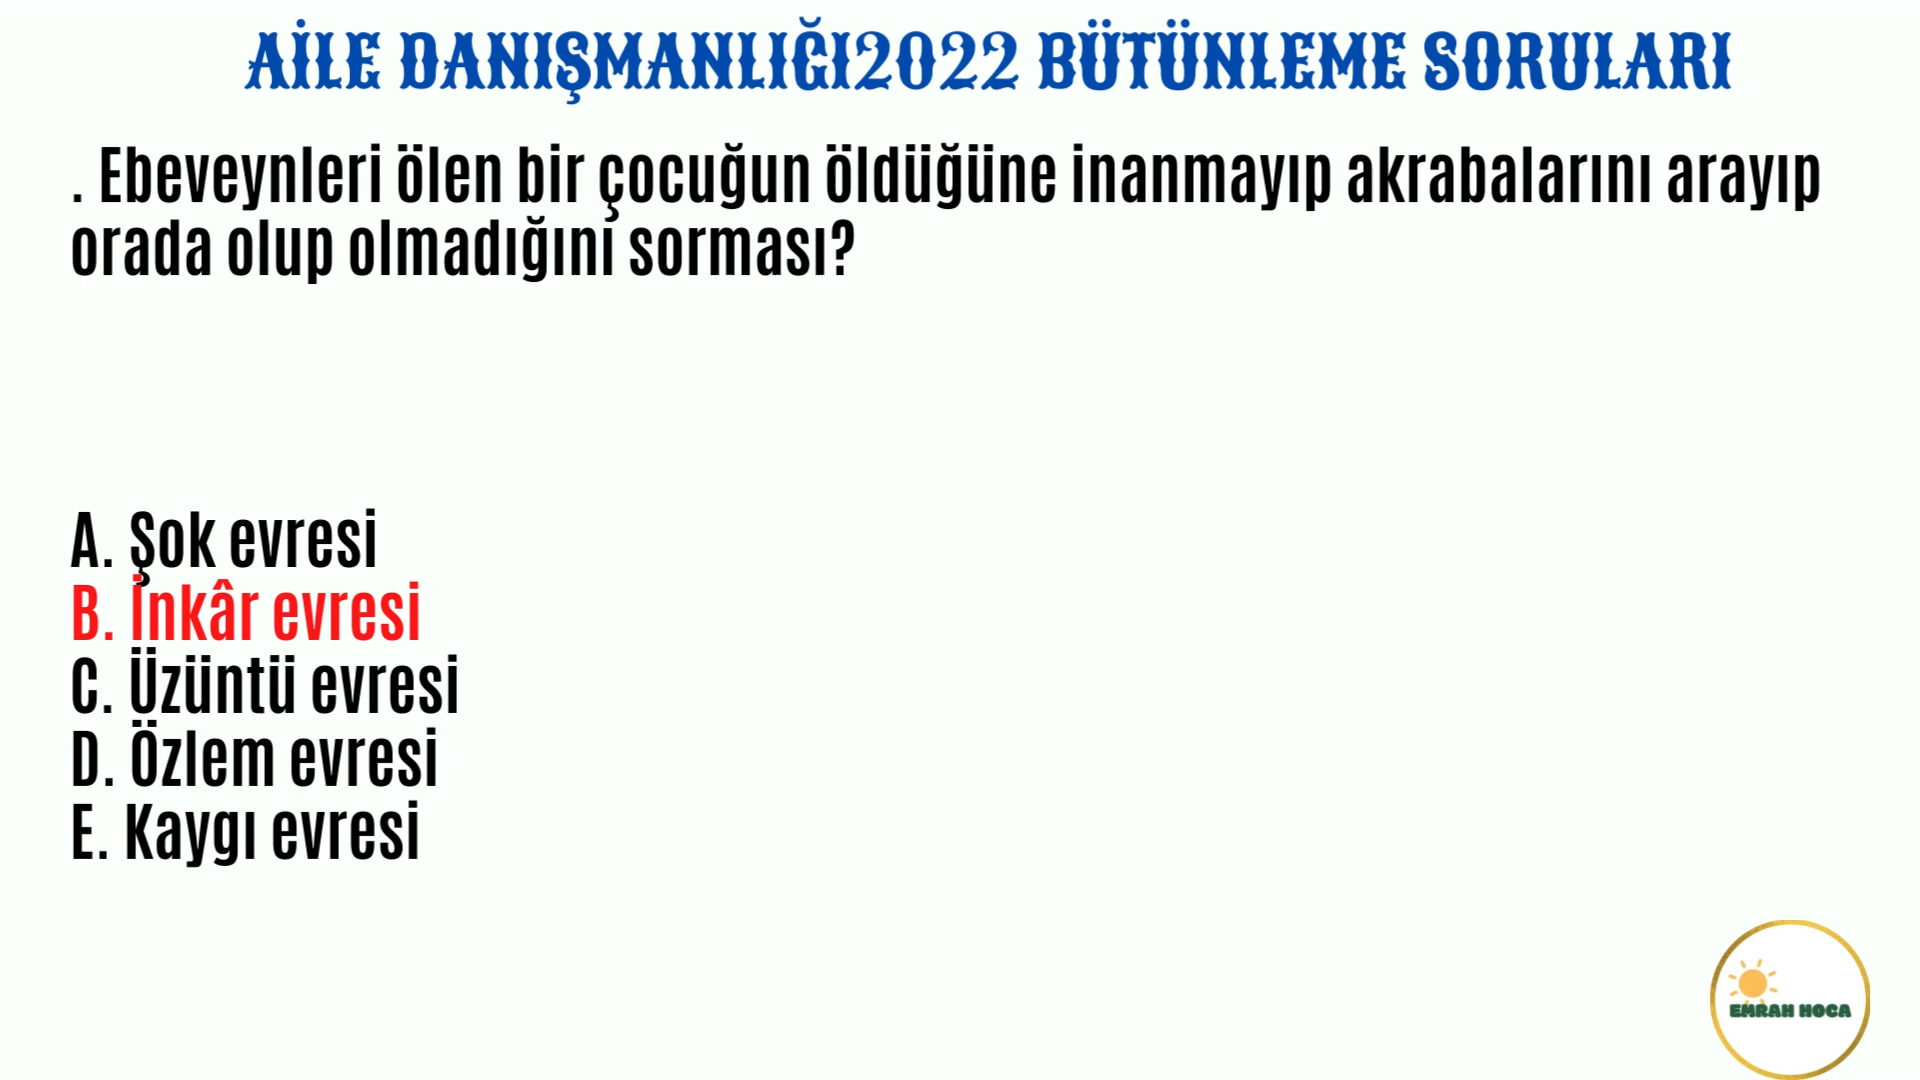 AİLE DANIŞMANLIĞI2022 BÜTÜNLEME SORULARI
. Ebeveynleri ölen bir çocuğun öldüğüne inanmayıp akrabalarını arayıp
orada olup olmadığını sorması?
A. Şok evresi
B. İnkâr evresi
C. Üzüntü evresi
D. Özlem evresi
E. Kaygı evresi
EMRAH HOCA